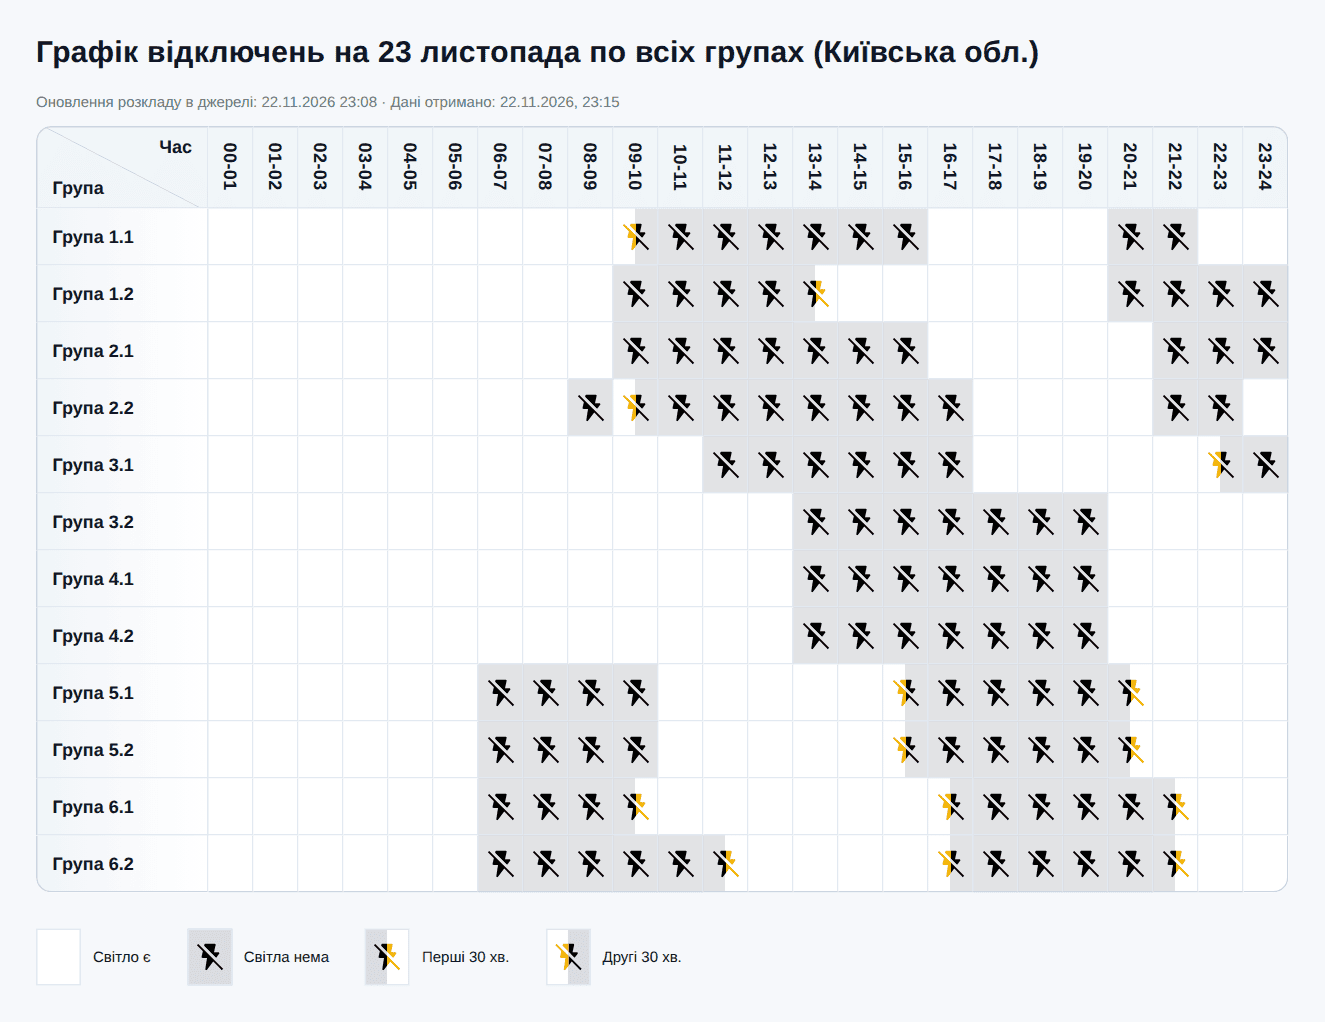 Графік відключень на 23 листопада по всіх групах (Київська обл.)
Оновлення розкладу в джерелі: 22.11.2026 23:08 · Дані отримано: 22.11.2026, 23:15
Час
Група
00-01 01-02 02-03 03-04 04-05 05-06 06-07 07-08 08-09 09-10 10-11 11-12 12-13 13-14 14-15 15-16 16-17 17-18 18-19 19-20 20-21 21-22 22-23 23-24
Група 1.1
Група 1.2
Група 2.1
Група 2.2
Група 3.1
Група 3.2
Група 4.1
Група 4.2
Група 5.1
Група 5.2
Група 6.1
Група 6.2
Світло є Світла нема Перші 30 хв. Другі 30 хв.